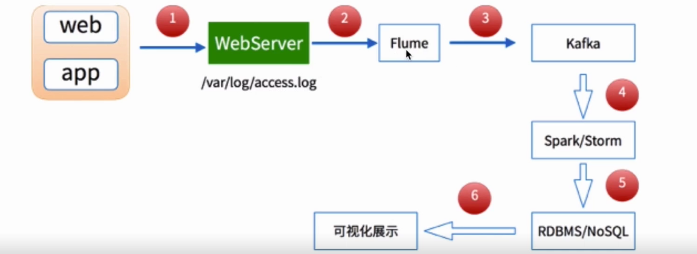 web
app
1
WebServer
/var/log/access.log
2
Flume
3
Kafka
4
Spark/Storm
5
RDBMS/NoSQL
6
可视化展示